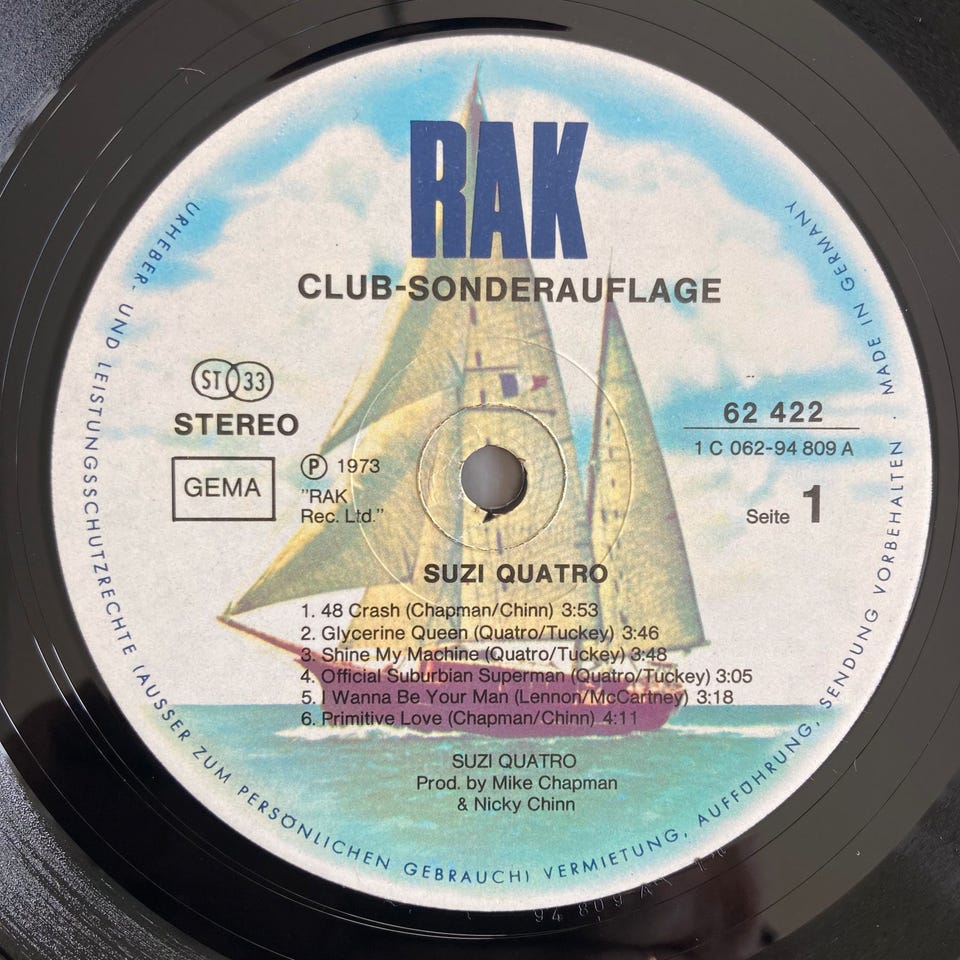 RAK
CLUB-SONDERAUFLAGE
ST 33
STEREO
GEMA
Ⓟ 1973
"RAK
Rec. Ltd."
62 422
1 C 062-94 809 A
Seite 1
SUZI QUATRO
1. 48 Crash (Chapman/Chinn) 3:53
2. Glycerine Queen (Quatro/Tuckey) 3:46
3. Shine My Machine (Quatro/Tuckey) 3:48
4. Official Suburbian Superman (Quatro/Tuckey) 3:05
5. I Wanna Be Your Man (Lennon/McCartney) 3:18
6. Primitive Love (Chapman/Chinn) 4:11
SUZI QUATRO
Prod. by Mike Chapman
& Nicky Chinn
URHEBER- UND LEISTUNGSSCHUTZRECHTE (AUSSER ZUM PERSÖNLICHEN GEBRAUCH) VERMIETUNG, AUFFÜHRUNG, SENDUNG VORBEHALTEN · MADE IN GERMANY
94 809 A